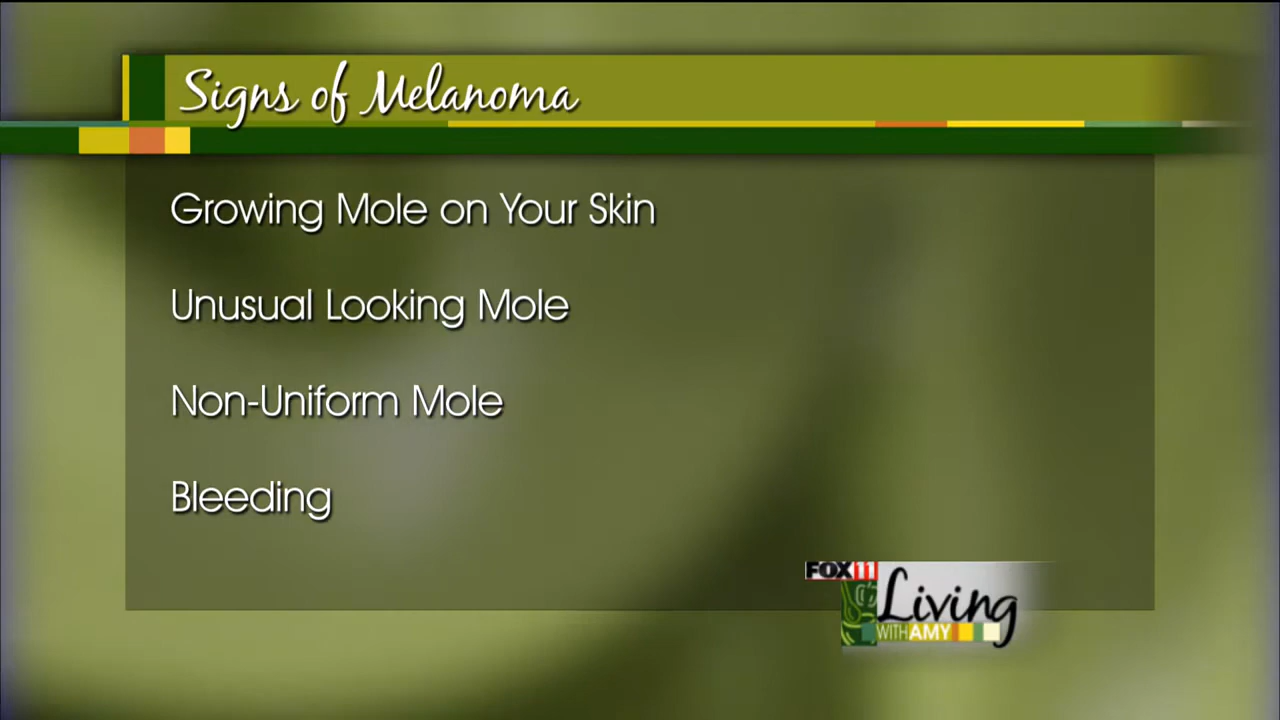 Signs of Melanoma
Growing Mole on Your Skin
Unusual Looking Mole
Non-Uniform Mole
Bleeding
FOX 11
Living
WITH AMY